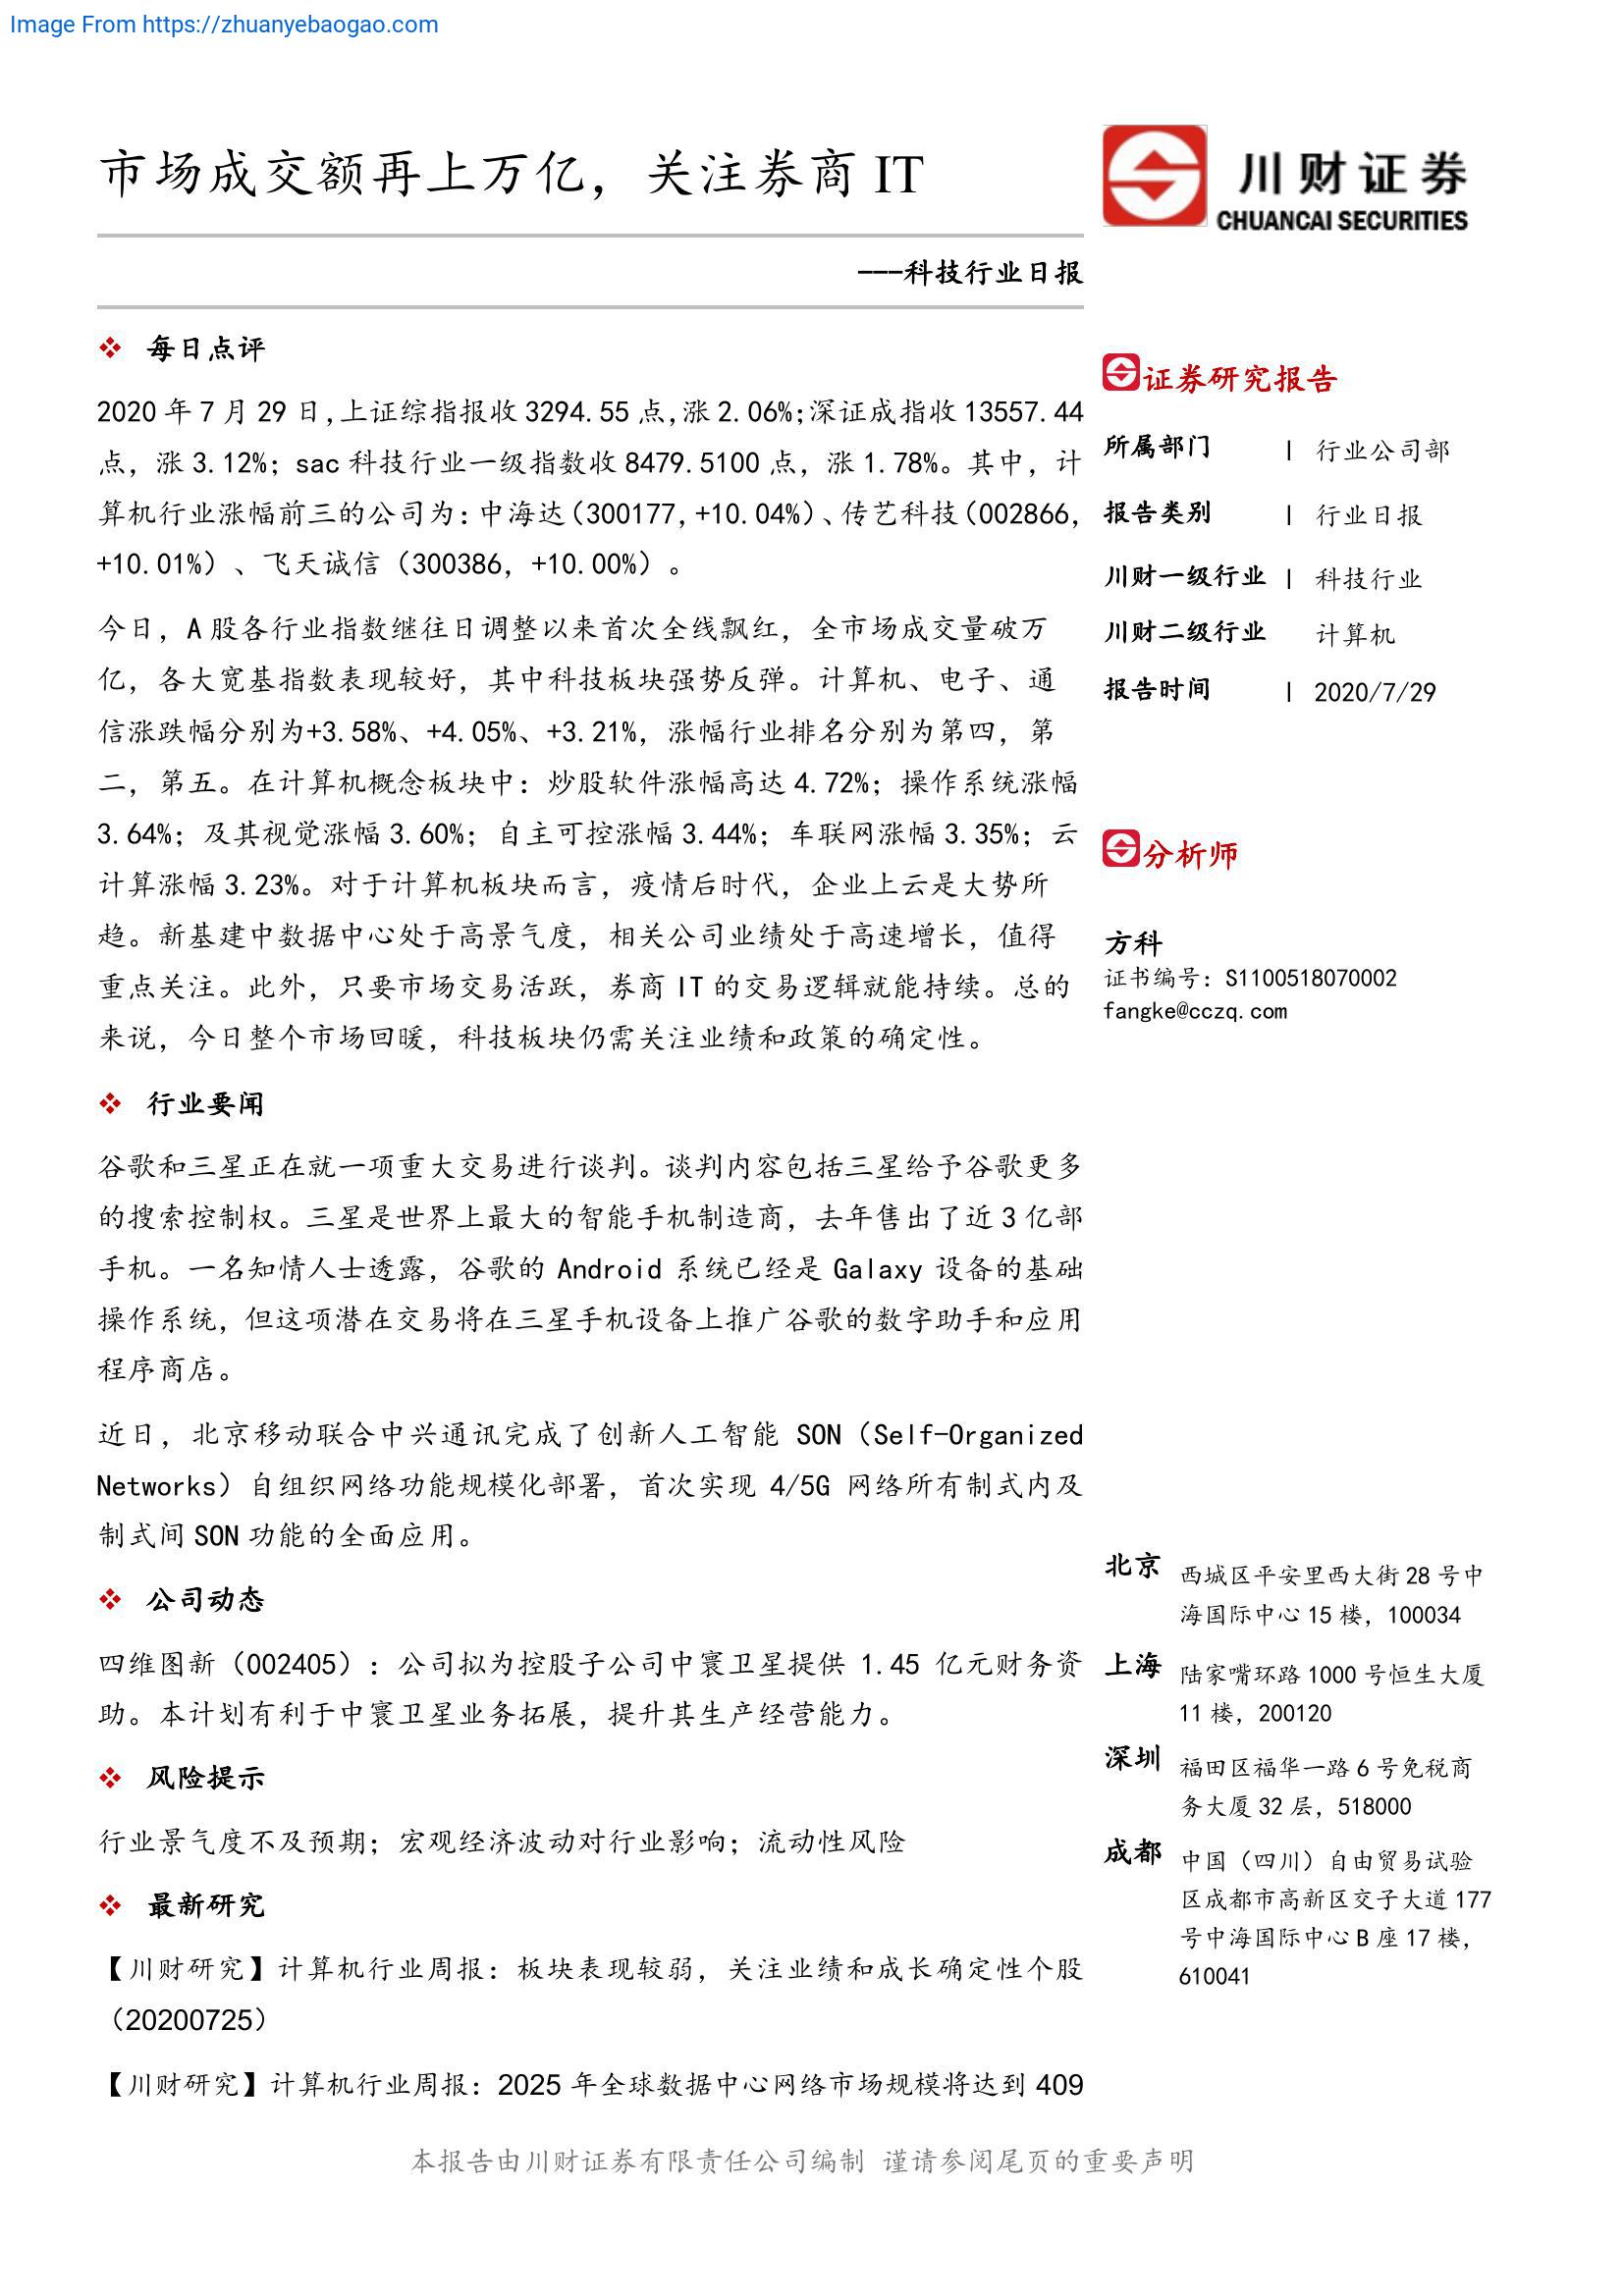 Image From https://zhuanyebaogao.com
市场成交额再上万亿，关注券商 IT
---科技行业日报
川财证券
CHUANCAI SECURITIES
❖ 每日点评
2020 年 7 月 29 日,上证综指报收 3294.55 点,涨 2.06%;深证成指收 13557.44
点，涨 3.12%；sac 科技行业一级指数收 8479.5100 点，涨 1.78%。其中，计
算机行业涨幅前三的公司为：中海达（300177,+10.04%）、传艺科技（002866,
+10.01%）、飞天诚信（300386，+10.00%）。
今日，A 股各行业指数继往日调整以来首次全线飘红，全市场成交量破万
亿，各大宽基指数表现较好，其中科技板块强势反弹。计算机、电子、通
信涨跌幅分别为+3.58%、+4.05%、+3.21%，涨幅行业排名分别为第四，第
二，第五。在计算机概念板块中：炒股软件涨幅高达 4.72%；操作系统涨幅
3.64%；及其视觉涨幅 3.60%；自主可控涨幅 3.44%；车联网涨幅 3.35%；云
计算涨幅 3.23%。对于计算机板块而言，疫情后时代，企业上云是大势所
趋。新基建中数据中心处于高景气度，相关公司业绩处于高速增长，值得
重点关注。此外，只要市场交易活跃，券商 IT 的交易逻辑就能持续。总的
来说，今日整个市场回暖，科技板块仍需关注业绩和政策的确定性。
❖ 行业要闻
谷歌和三星正在就一项重大交易进行谈判。谈判内容包括三星给予谷歌更多
的搜索控制权。三星是世界上最大的智能手机制造商，去年售出了近 3 亿部
手机。一名知情人士透露，谷歌的 Android 系统已经是 Galaxy 设备的基础
操作系统，但这项潜在交易将在三星手机设备上推广谷歌的数字助手和应用
程序商店。
近日，北京移动联合中兴通讯完成了创新人工智能 SON（Self-Organized
Networks）自组织网络功能规模化部署，首次实现 4/5G 网络所有制式内及
制式间 SON 功能的全面应用。
❖ 公司动态
四维图新（002405）：公司拟为控股子公司中寰卫星提供 1.45 亿元财务资
助。本计划有利于中寰卫星业务拓展，提升其生产经营能力。
❖ 风险提示
行业景气度不及预期；宏观经济波动对行业影响；流动性风险
❖ 最新研究
【川财研究】计算机行业周报：板块表现较弱，关注业绩和成长确定性个股
（20200725）
【川财研究】计算机行业周报：2025 年全球数据中心网络市场规模将达到 409
证券研究报告
所属部门 | 行业公司部
报告类别 | 行业日报
川财一级行业 | 科技行业
川财二级行业 计算机
报告时间 | 2020/7/29
分析师
方科
证书编号：S1100518070002
fangke@cczq.com
北京 西城区平安里西大街 28 号中
海国际中心 15 楼，100034
上海 陆家嘴环路 1000 号恒生大厦
11 楼，200120
深圳 福田区福华一路 6 号免税商
务大厦 32 层，518000
成都 中国（四川）自由贸易试验
区成都市高新区交子大道 177
号中海国际中心 B 座 17 楼，
610041
本报告由川财证券有限责任公司编制 谨请参阅尾页的重要声明